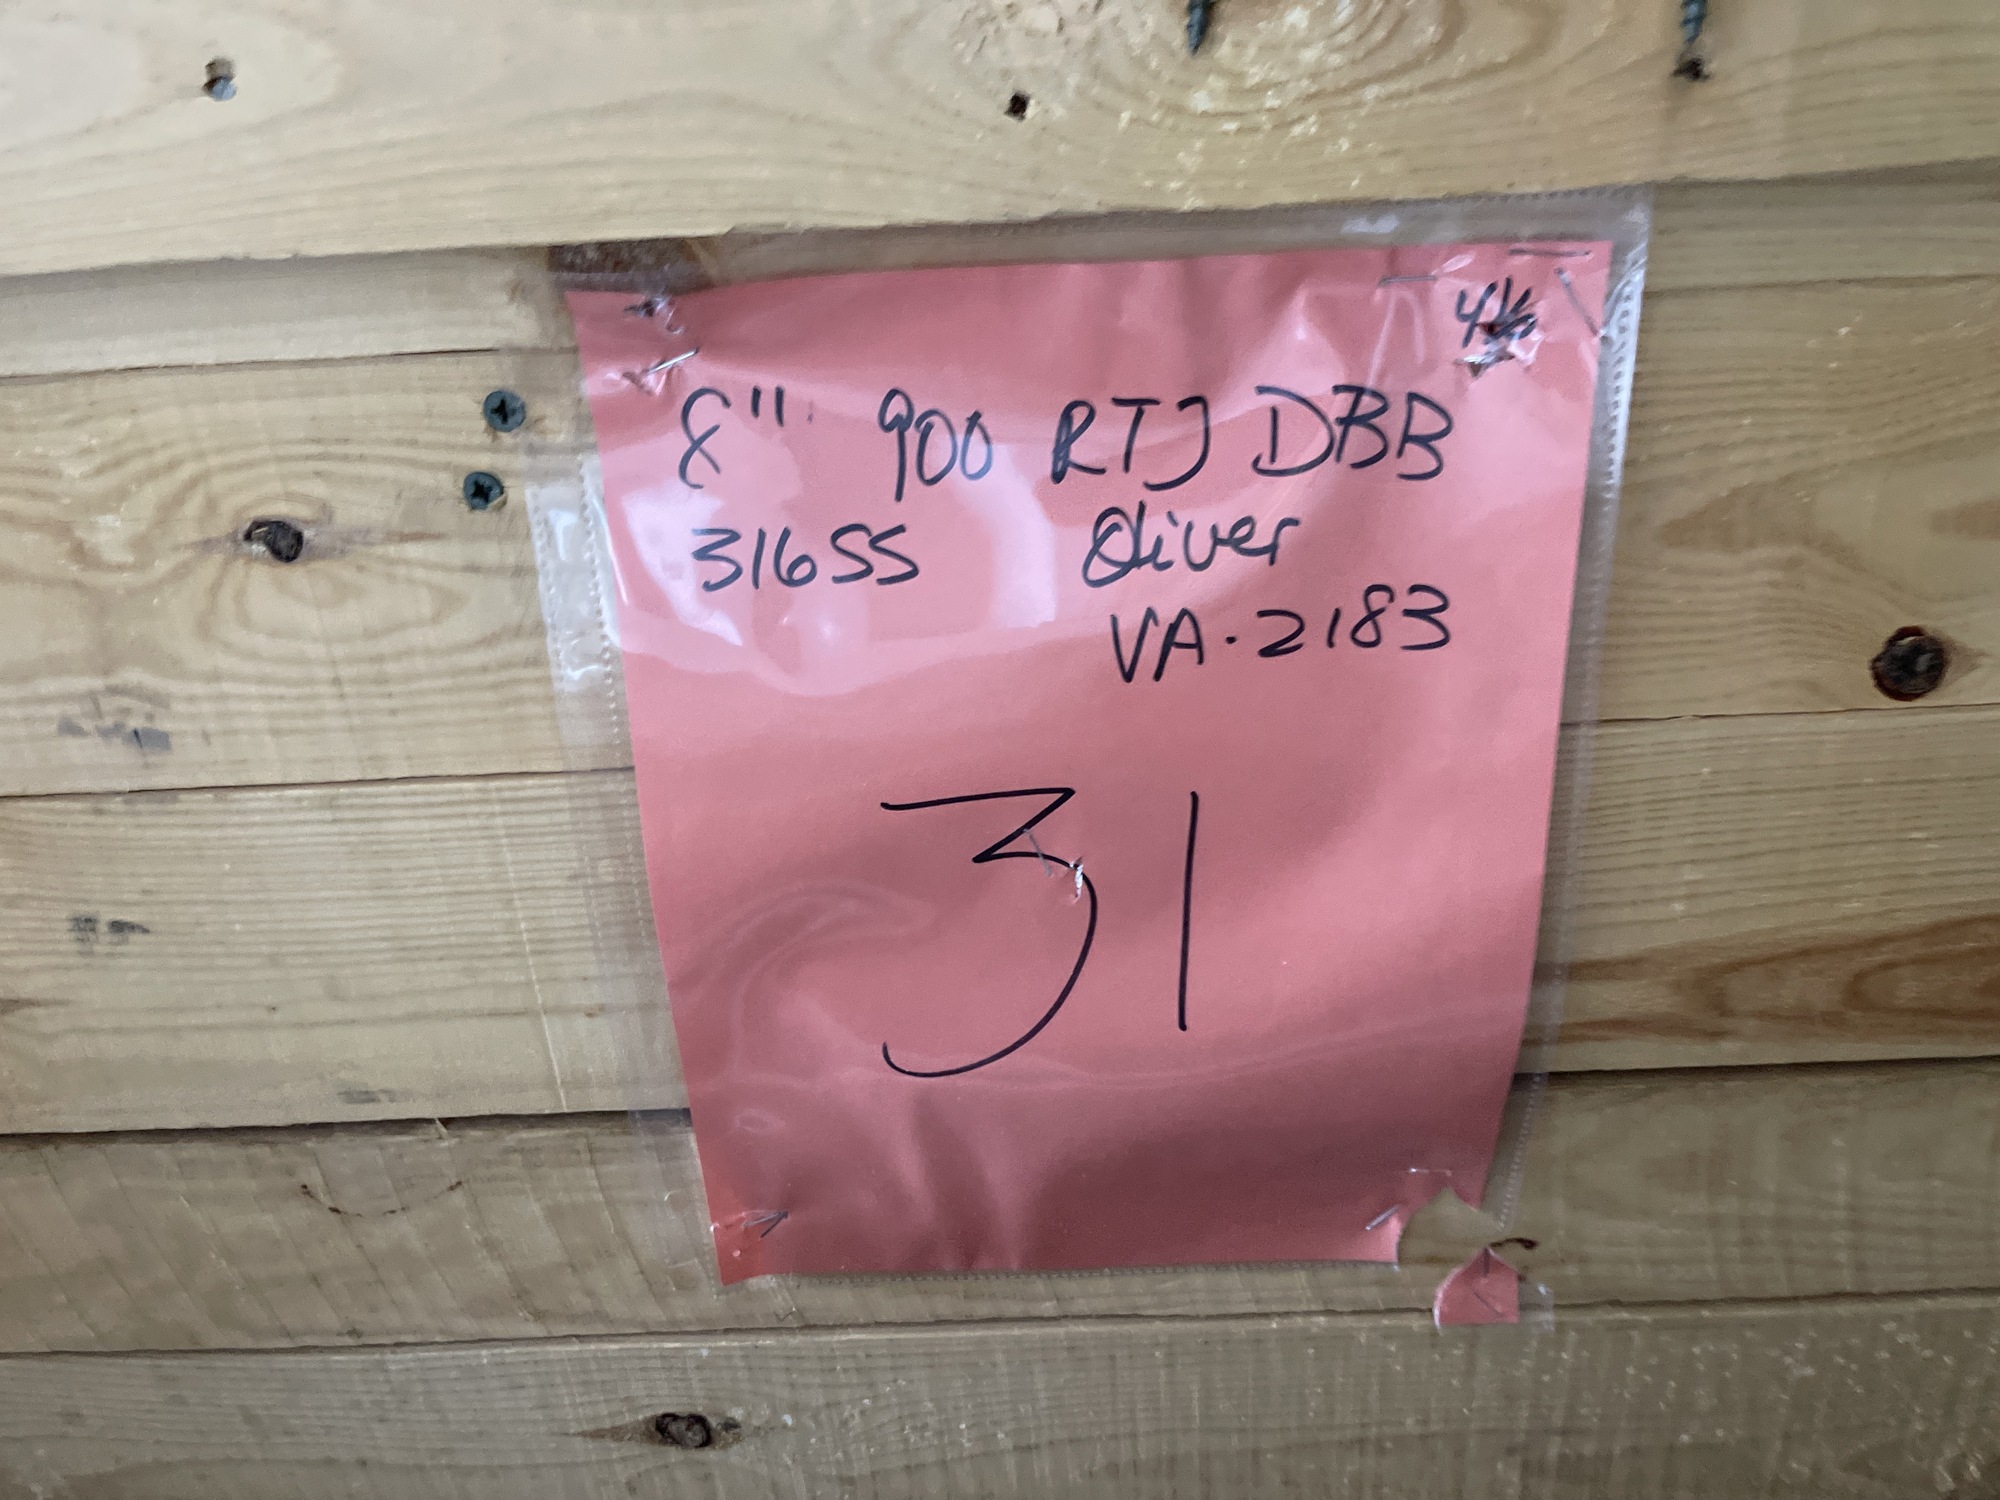 8" 900 RTJ DBB
316SS Oliver
VA-2183
31